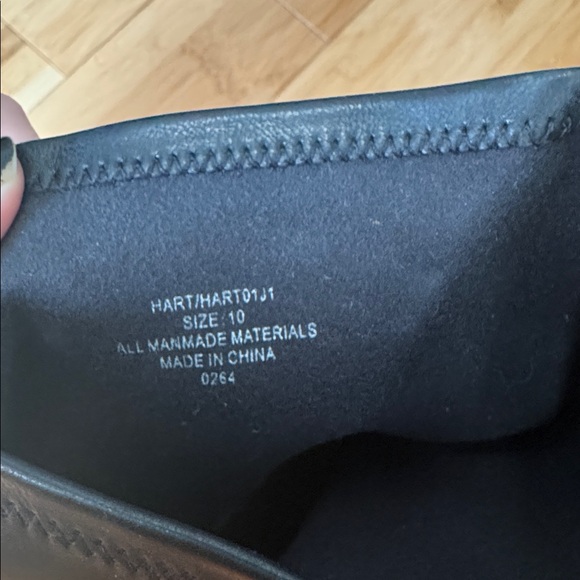 HART/HART01J1
SIZE: 10
ALL MANMADE MATERIALS
MADE IN CHINA
0264